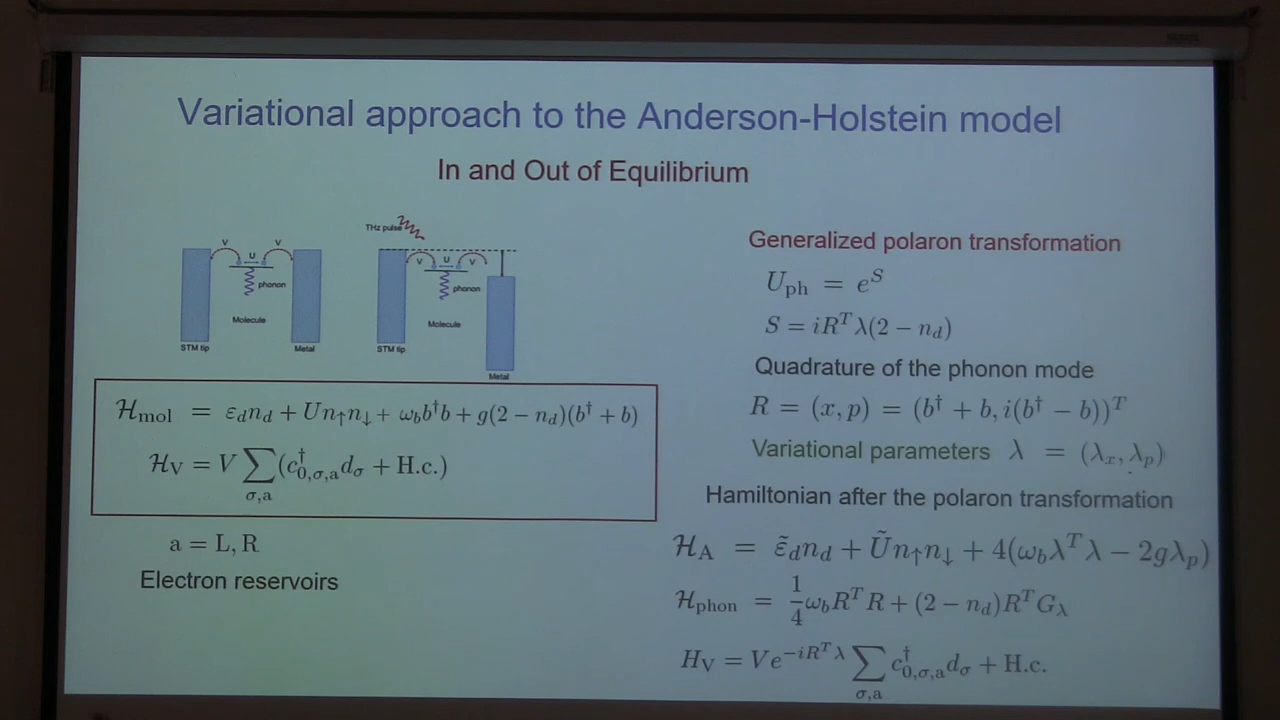 Variational approach to the Anderson-Holstein model
In and Out of Equilibrium
THz pulse
V V
U
phonon
Molecule
STM tip
Metal
V U V
phonon
Molecule
STM tip
Metal
ℋ_mol = ε_d n_d + U n_↑ n_↓ + ω_b b†b + g(2 − n_d)(b† + b)
ℋ_V = V ∑_{σ,a} (c†_{0,σ,a} d_σ + H.c.)
a = L, R
Electron reservoirs
Generalized polaron transformation
U_ph = e^S
S = iR^T λ(2 − n_d)
Quadrature of the phonon mode
R = (x, p) = (b† + b, i(b† − b))^T
Variational parameters λ = (λ_x, λ_p)
Hamiltonian after the polaron transformation
ℋ_A = ε̃_d n_d + Ũ n_↑ n_↓ + 4(ω_b λ^T λ − 2gλ_p)
ℋ_phon = 1/4 ω_b R^T R + (2 − n_d)R^T G_λ
H_V = V e^{−iR^T λ} ∑_{σ,a} c†_{0,σ,a} d_σ + H.c.